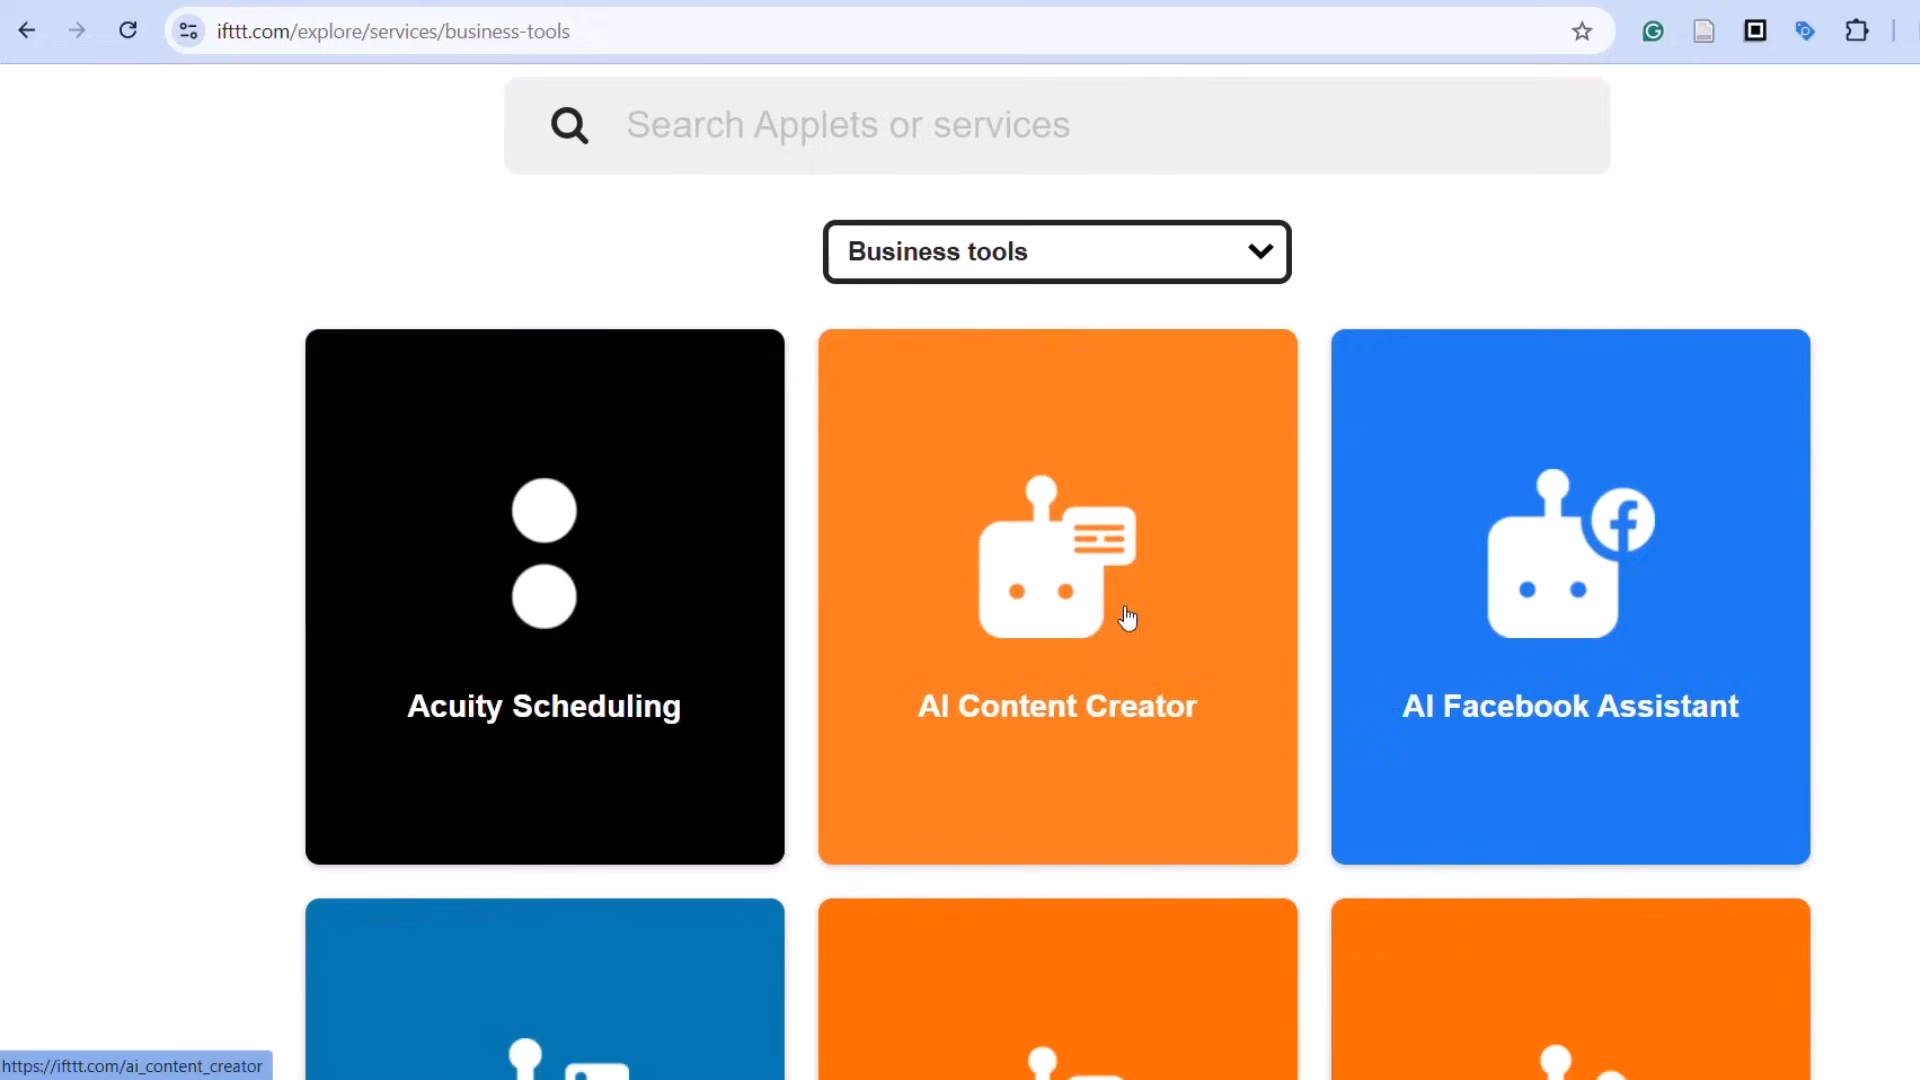 ifttt.com/explore/services/business-tools
Search Applets or services
Business tools
Acuity Scheduling
AI Content Creator
AI Facebook Assistant
https://ifttt.com/ai_content_creator